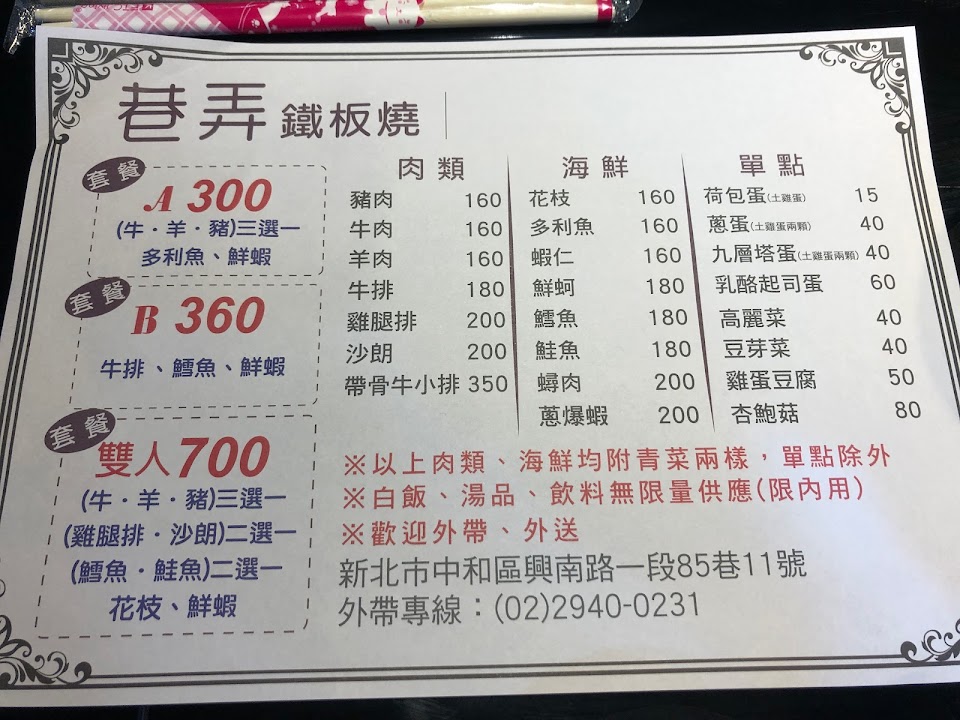 巷弄 鐵板燒
套餐
A 300
(牛・羊・豬)三選一
多利魚、鮮蝦
套餐
B 360
牛排、鱈魚、鮮蝦
套餐
雙人700
(牛・羊・豬)三選一
(雞腿排・沙朗)二選一
(鱈魚・鮭魚)二選一
花枝、鮮蝦
肉類
豬肉 160
牛肉 160
羊肉 160
牛排 180
雞腿排 200
沙朗 200
帶骨牛小排 350
海鮮
花枝 160
多利魚 160
蝦仁 160
鮮蚵 180
鱈魚 180
鮭魚 180
蟳肉 200
蔥爆蝦 200
單點
荷包蛋(土雞蛋) 15
蔥蛋(土雞蛋兩顆) 40
九層塔蛋(土雞蛋兩顆) 40
乳酪起司蛋 60
高麗菜 40
豆芽菜 40
雞蛋豆腐 50
杏鮑菇 80
※以上肉類、海鮮均附青菜兩樣，單點除外
※白飯、湯品、飲料無限量供應(限內用)
※歡迎外帶、外送
新北市中和區興南路一段85巷11號
外帶專線：(02)2940-0231